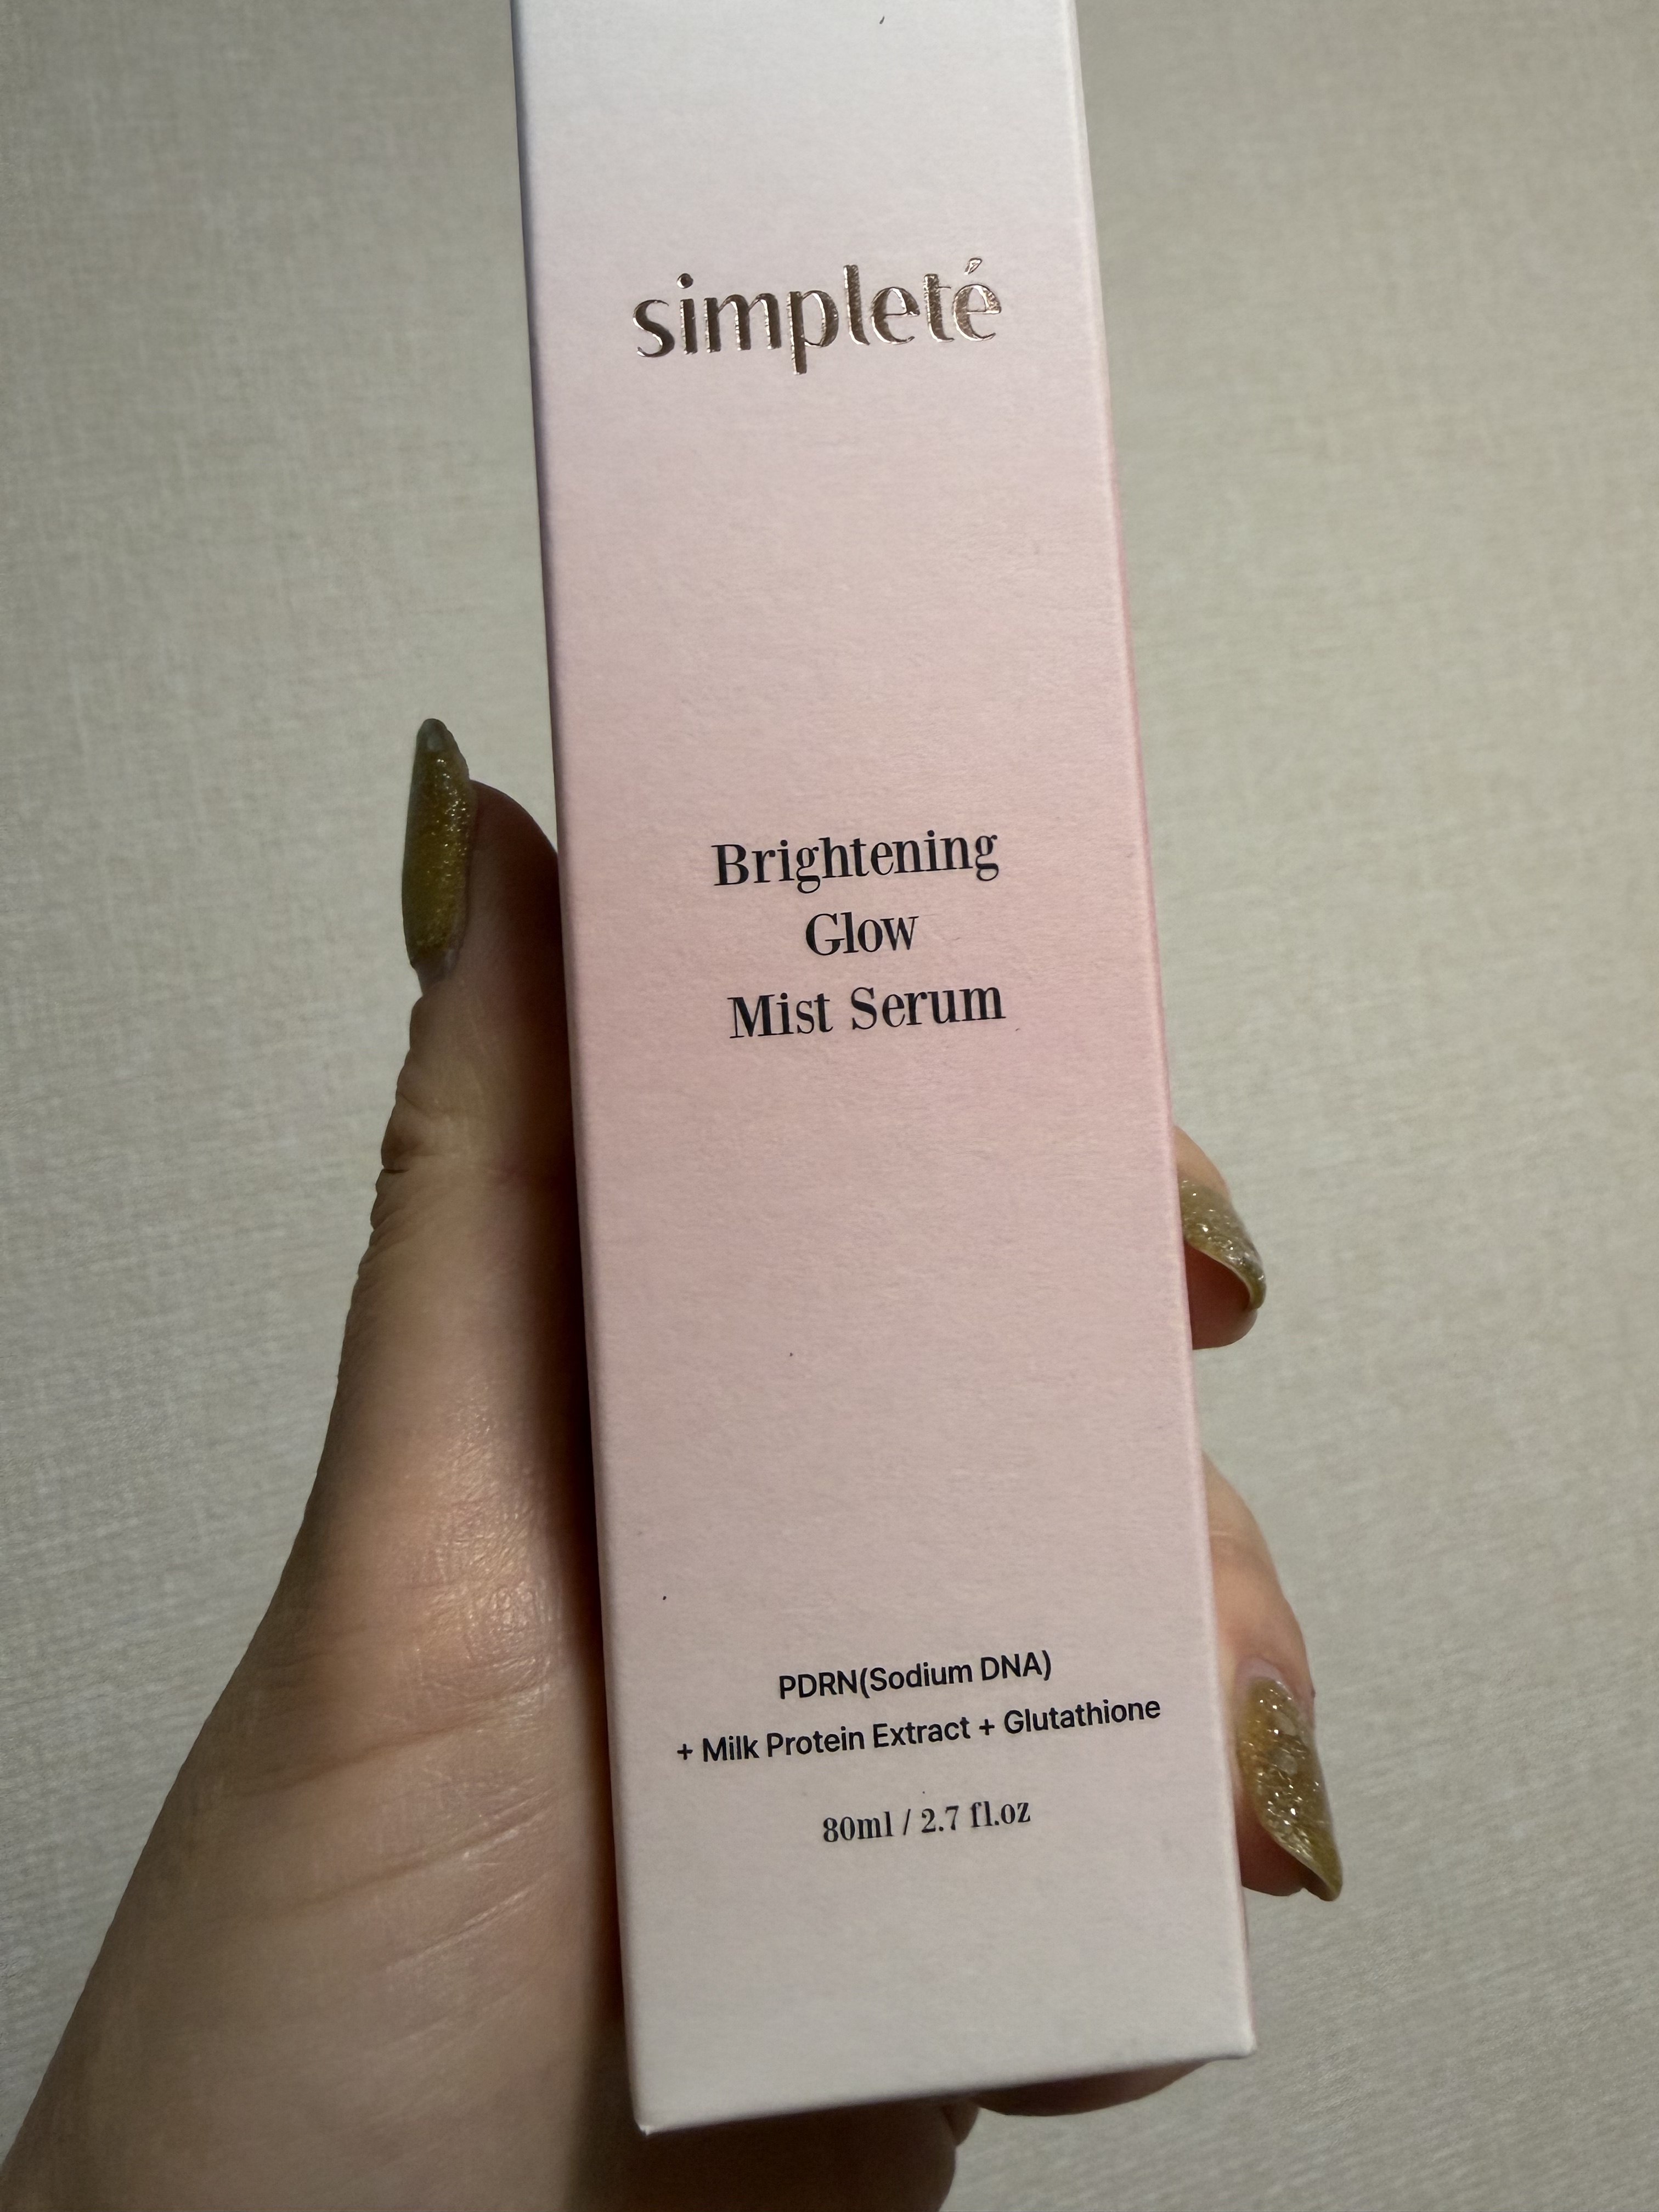 simpleté
Brightening
Glow
Mist Serum
PDRN(Sodium DNA)
+ Milk Protein Extract + Glutathione
80ml / 2.7 fl.oz